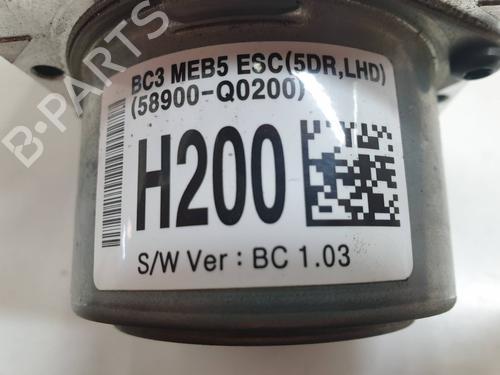 BC3 MEB5 ESC(5DR,LHD)
(58900-Q0200)
H200
S/W Ver : BC 1.03
B-PARTS